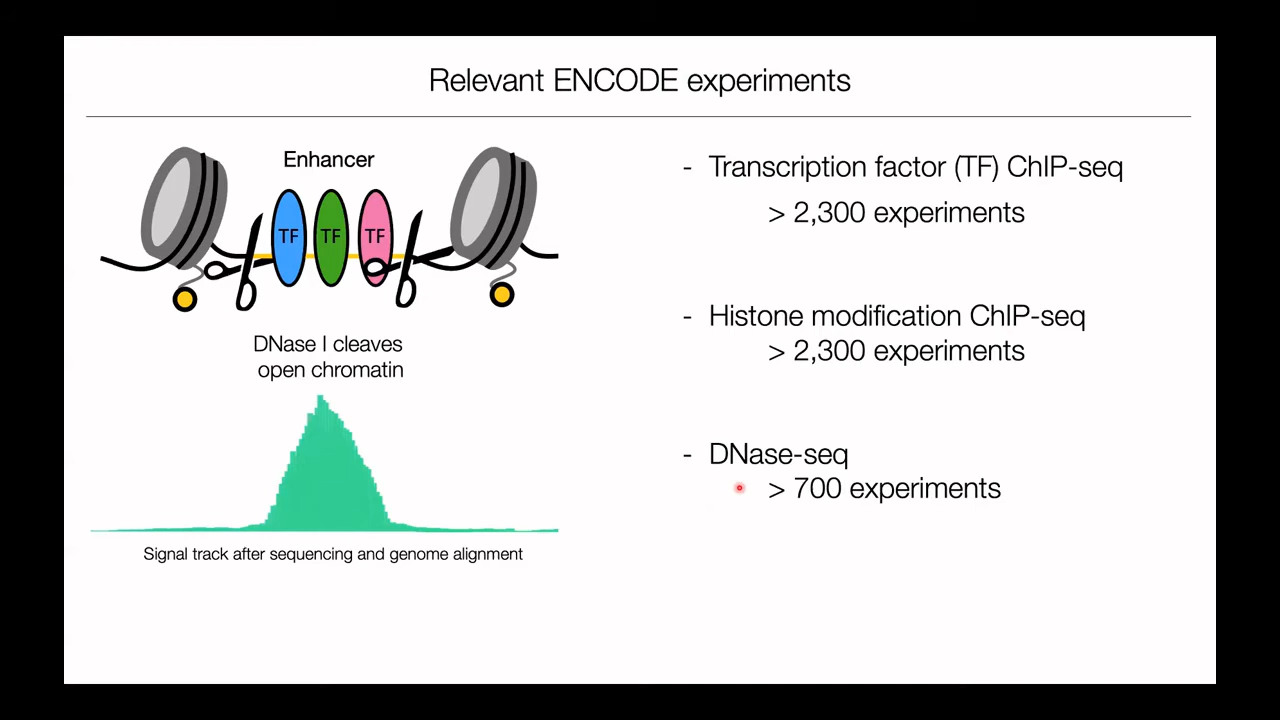 Relevant ENCODE experiments
Enhancer
TF TF TF
DNase I cleaves
open chromatin
Signal track after sequencing and genome alignment
- Transcription factor (TF) ChIP-seq
> 2,300 experiments
- Histone modification ChIP-seq
> 2,300 experiments
- DNase-seq
> 700 experiments